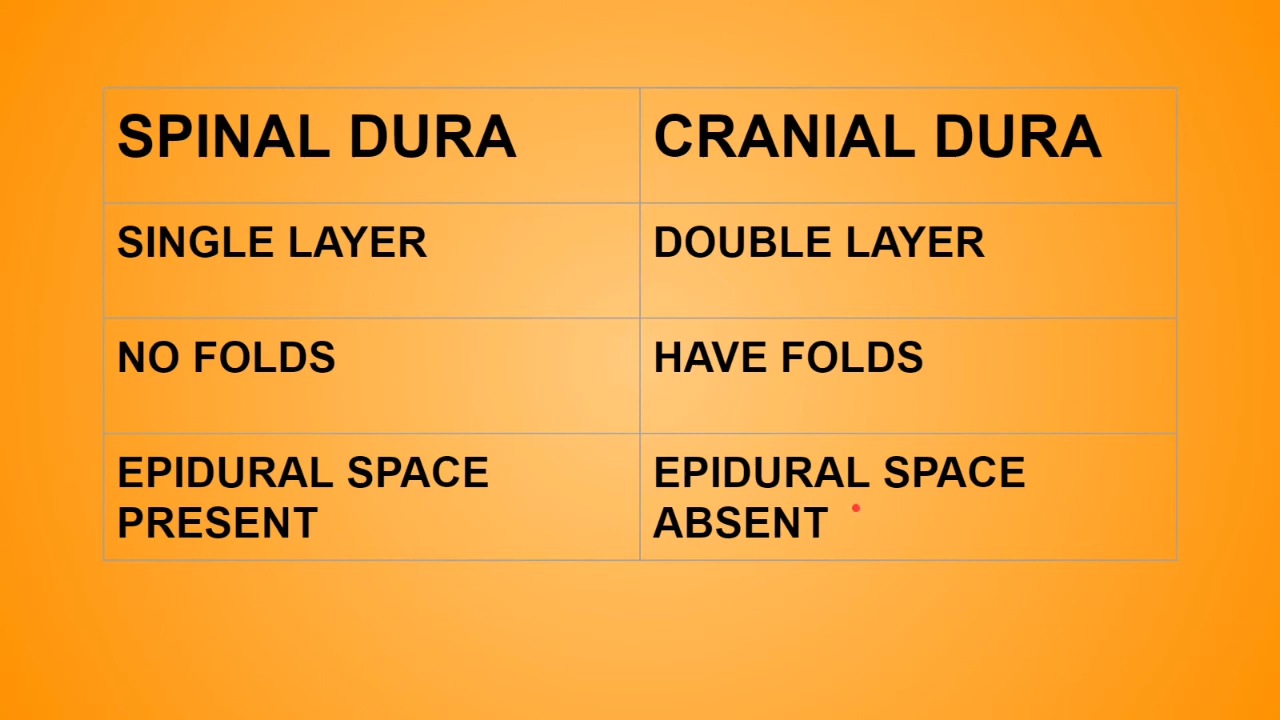 SPINAL DURA
CRANIAL DURA
SINGLE LAYER
DOUBLE LAYER
NO FOLDS
HAVE FOLDS
EPIDURAL SPACE
PRESENT
EPIDURAL SPACE
ABSENT